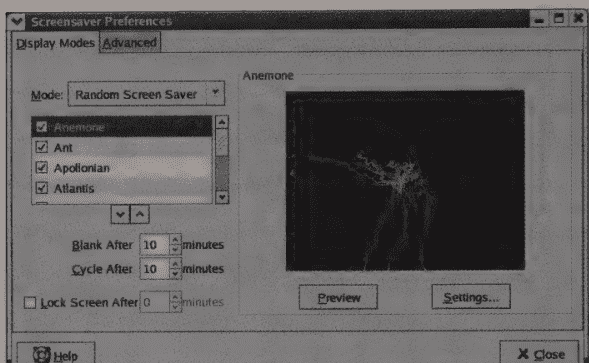 Screensaver Preferences
Display Modes Advanced
Mode: Random Screen Saver
Anemone
Ant
Apollonian
Atlantis
Blank After 10 minutes
Cycle After 10 minutes
Lock Screen After 0 minutes
Anemone
Preview Settings...
Help Close